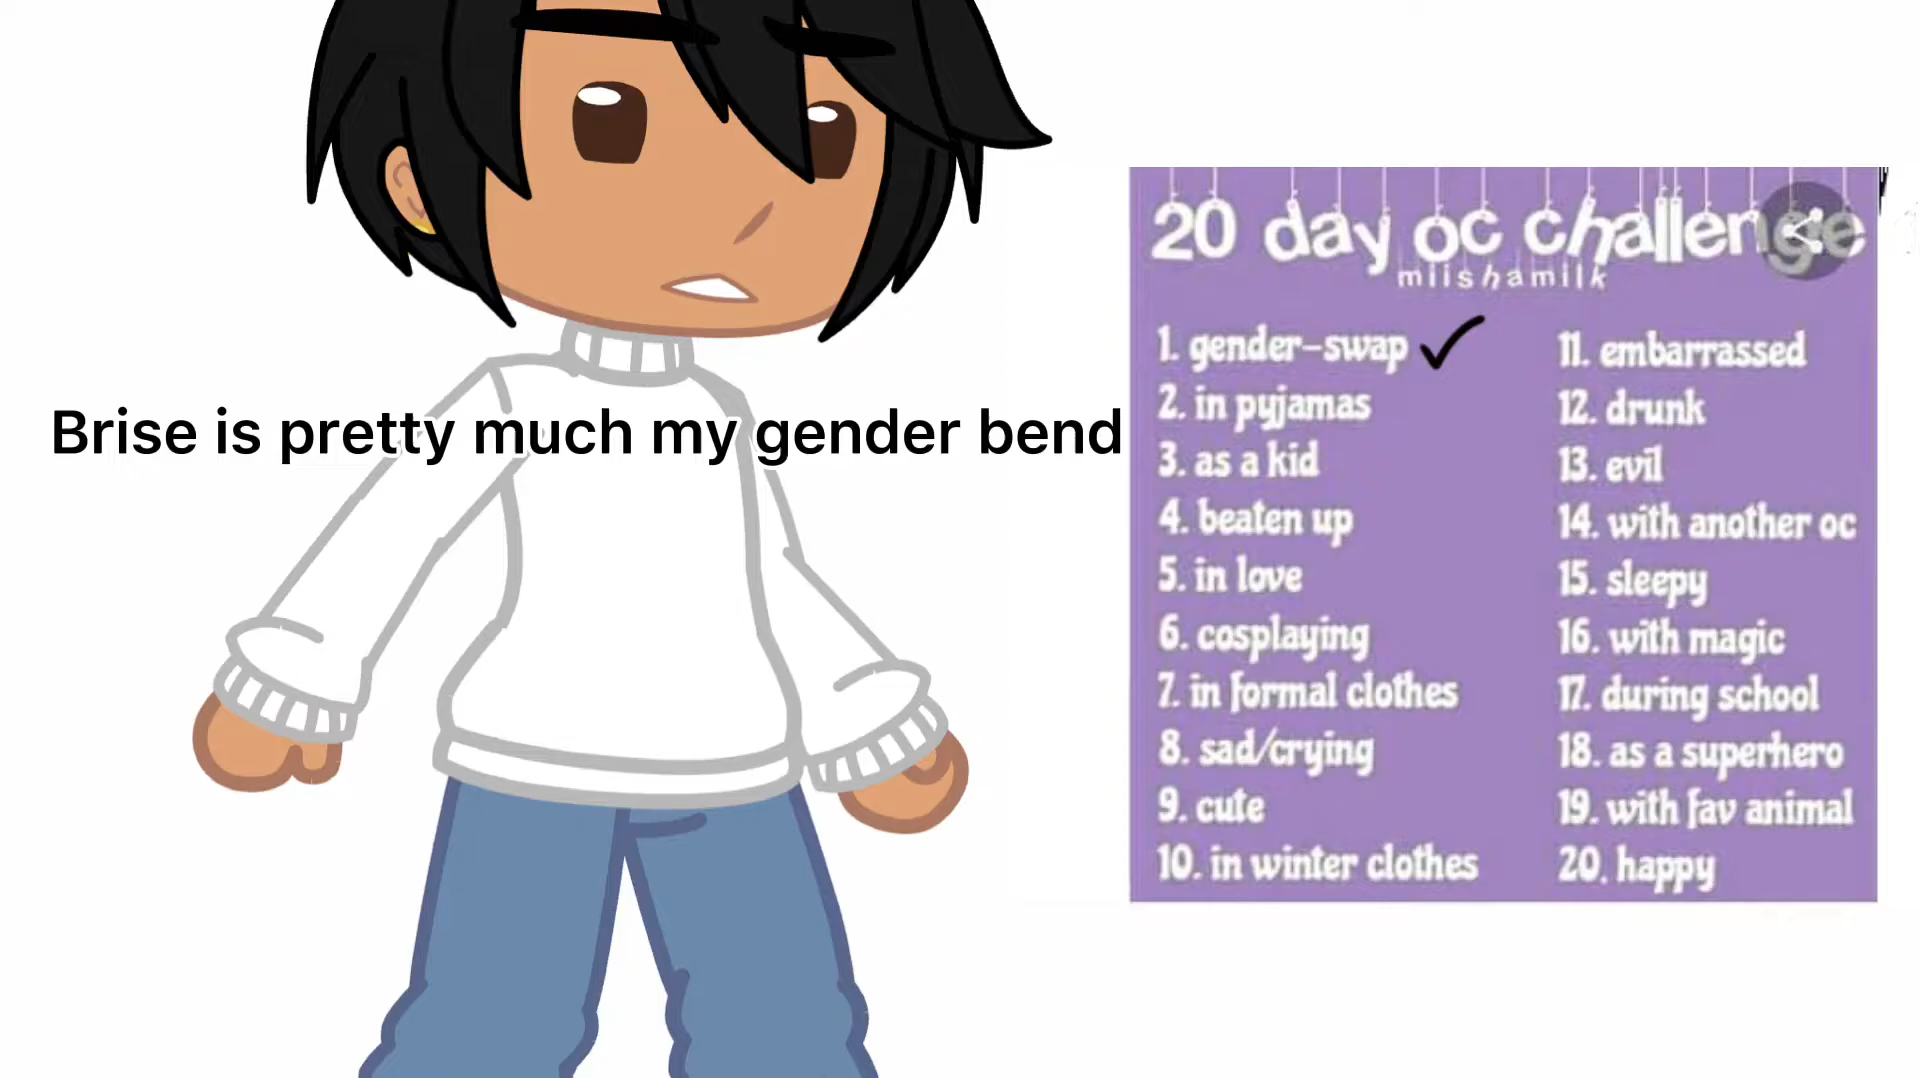 Brise is pretty much my gender bend
20 day oc challenge
miishamilk
1. gender-swap
2. in pyjamas
3. as a kid
4. beaten up
5. in love
6. cosplaying
7. in formal clothes
8. sad/crying
9. cute
10. in winter clothes
11. embarrassed
12. drunk
13. evil
14. with another oc
15. sleepy
16. with magic
17. during school
18. as a superhero
19. with fav animal
20. happy